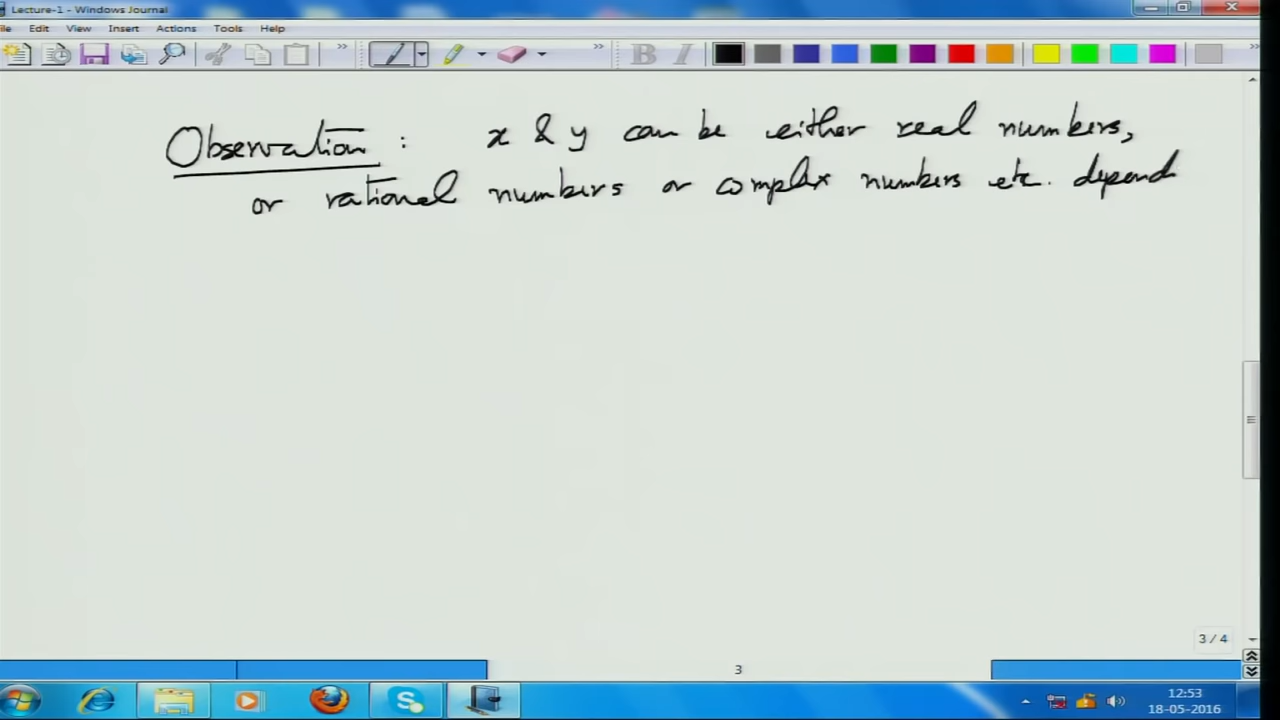 Lecture-1 - Windows Journal
ile Edit View Insert Actions Tools Help
Observation : x & y can be either real numbers,
or rational numbers or complex numbers etc. depend
3 / 4
3
12:53
18-05-2016